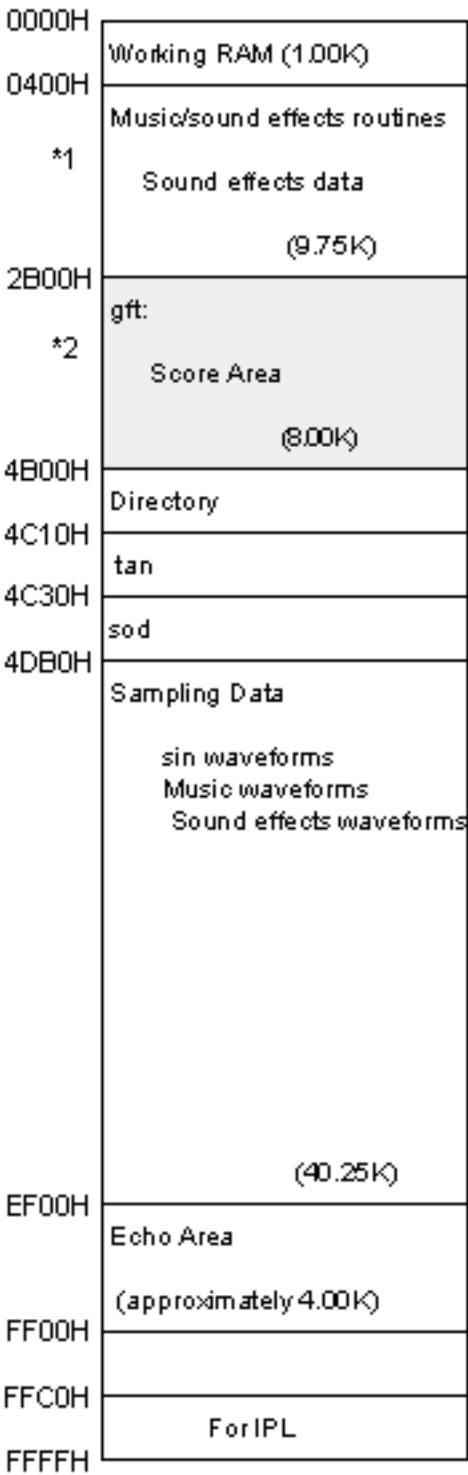 0000H
Working RAM (1.00K)
0400H
Music/sound effects routines
*1
Sound effects data
(9.75K)
2B00H
gft:
*2
Score Area
(8.00K)
4B00H
Directory
4C10H
tan
4C30H
sod
4DB0H
Sampling Data
sin waveforms
Music waveforms
Sound effects waveforms
(40.25K)
EF00H
Echo Area
(approximately 4.00K)
FF00H
FFC0H
For IPL
FFFFH